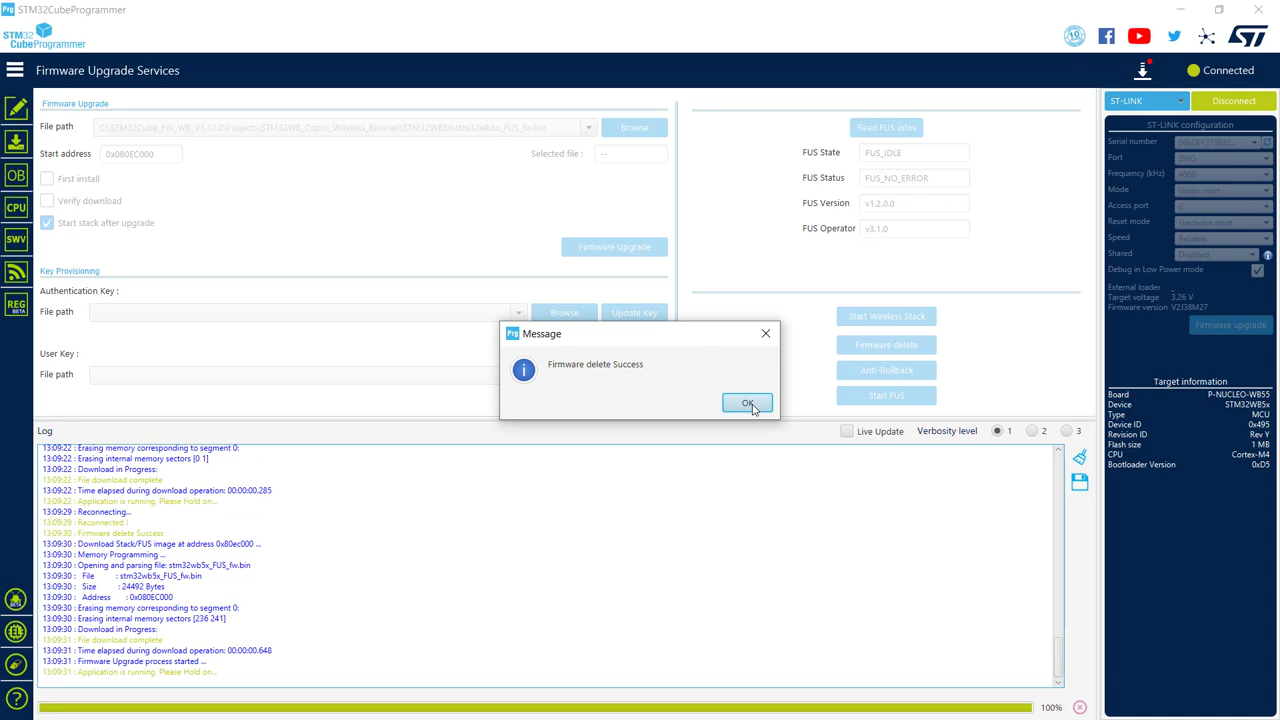 Prg STM32CubeProgrammer
STM32
CubeProgrammer
Firmware Upgrade Services
Connected
Firmware Upgrade
File path C:\STM32Cube_FW_WB_V1.13.0\Projects\STM32WB_Copro_Wireless_Binaries\STM32WB5x\stm32wb5x_FUS_fw.bin Browse
Start address 0x080EC000 Selected file : --
First install
Verify download
Start stack after upgrade
Firmware Upgrade
Key Provisioning
Authentication Key :
File path Browse Update Key
User Key :
File path
Read FUS infos
FUS State FUS_IDLE
FUS Status FUS_NO_ERROR
FUS Version v1.2.0.0
FUS Operator v3.1.0
Start Wireless Stack
Firmware delete
Anti-Rollback
Start FUS
Prg Message
Firmware delete Success
OK
Log
Live Update Verbosity level 1 2 3
13:09:22 : Erasing memory corresponding to segment 0:
13:09:22 : Erasing internal memory sectors [0 1]
13:09:22 : Download in Progress:
13:09:22 : File download complete
13:09:22 : Time elapsed during download operation: 00:00:00.285
13:09:22 : Application is running, Please Hold on...
13:09:29 : Reconnecting...
13:09:29 : Reconnected !
13:09:30 : Firmware delete Success
13:09:30 : Download Stack/FUS image at address 0x80ec000 ...
13:09:30 : Memory Programming ...
13:09:30 : Opening and parsing file: stm32wb5x_FUS_fw.bin
13:09:30 : File : stm32wb5x_FUS_fw.bin
13:09:30 : Size : 24492 Bytes
13:09:30 : Address : 0x080EC000
13:09:30 : Erasing memory corresponding to segment 0:
13:09:30 : Erasing internal memory sectors [236 241]
13:09:30 : Download in Progress:
13:09:31 : File download complete
13:09:31 : Time elapsed during download operation: 00:00:00.648
13:09:31 : Firmware Upgrade process started ...
13:09:31 : Application is running, Please Hold on...
100%
OB
CPU
SWV
REG
BETA
ST-LINK Disconnect
ST-LINK configuration
Serial number
Port SWD
Frequency (kHz) 4000
Mode Under reset
Access port 0
Reset mode Hardware reset
Speed Reliable
Shared Disabled
Debug in Low Power mode
External loader _
Target voltage 3.26 V
Firmware version V2J38M27
Firmware upgrade
Target information
Board P-NUCLEO-WB55
Device STM32WB5x
Type MCU
Device ID 0x495
Revision ID Rev Y
Flash size 1 MB
CPU Cortex-M4
Bootloader Version 0xD5